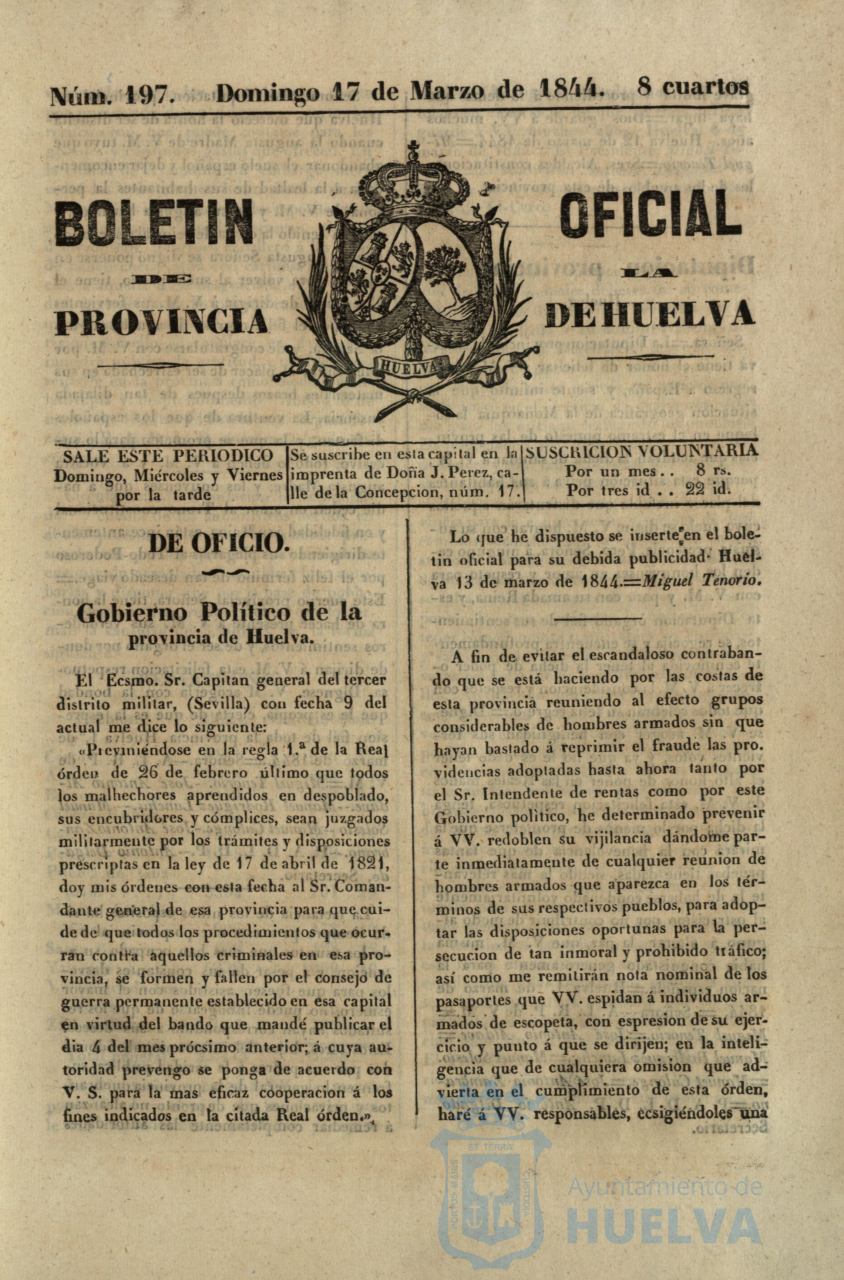 Núm. 197. Domingo 17 de Marzo de 1844. 8 cuartos
BOLETIN OFICIAL
DE LA
PROVINCIA DE HUELVA
HUELVA
SALE ESTE PERIODICO
Domingo, Miércoles y Viernes
por la tarde
Se suscribe en esta capital en la
imprenta de Doña J. Perez, ca-
lle de la Concepcion, núm. 17.
SUSCRICION VOLUNTARIA
Por un mes . . 8 rs.
Por tres id . . 22 id.
DE OFICIO.
Gobierno Político de la
provincia de Huelva.
El Ecsmo. Sr. Capitan general del tercer
distrito militar, (Sevilla) con fecha 9 del
actual me dice lo siguiente:
«Previniéndose en la regla 1.ª de la Real
órden de 26 de febrero último que todos
los malhechores aprendidos en despoblado,
sus encubridores y cómplices, sean juzgados
militarmente por los trámites y disposiciones
prescriptas en la ley de 17 de abril de 1821,
doy mis órdenes con esta fecha al Sr. Coman-
dante general de esa provincia para que cui-
de de que todos los procedimientos que ocur-
ran contra aquellos criminales en esa pro-
vincia, se formen y fallen por el consejo de
guerra permanente establecido en esa capital
en virtud del bando que mandé publicar el
dia 4 del mes prócsimo anterior; á cuya au-
toridad prevengo se ponga de acuerdo con
V. S. para la mas eficaz cooperacion á los
fines indicados en la citada Real órden.»
Lo que he dispuesto se inserte en el bole-
tin oficial para su debida publicidad. Huel-
va 13 de marzo de 1844.=Miguel Tenorio.
A fin de evitar el escandaloso contraban-
do que se está haciendo por las costas de
esta provincia reuniendo al efecto grupos
considerables de hombres armados sin que
hayan bastado á reprimir el fraude las pro.
videncias adoptadas hasta ahora tanto por
el Sr. Intendente de rentas como por este
Gobierno político, he determinado prevenir
á VV. redoblen su vijilancia dándome par-
te inmediatamente de cualquier reunion de
hombres armados que aparezca en los tér-
minos de sus respectivos pueblos, para adop-
tar las disposiciones oportunas para la per-
secucion de tan inmoral y prohibido tráfico;
así como me remitirán nota nominal de los
pasaportes que VV. espidan á individuos ar-
mados de escopeta, con espresion de su ejer-
cicio y punto á que se dirijen; en la inteli-
gencia que de cualquiera omision que ad-
vierta en el cumplimiento de esta órden,
haré á VV. responsables, ecsigiéndoles una
Ayuntamiento de
HUELVA